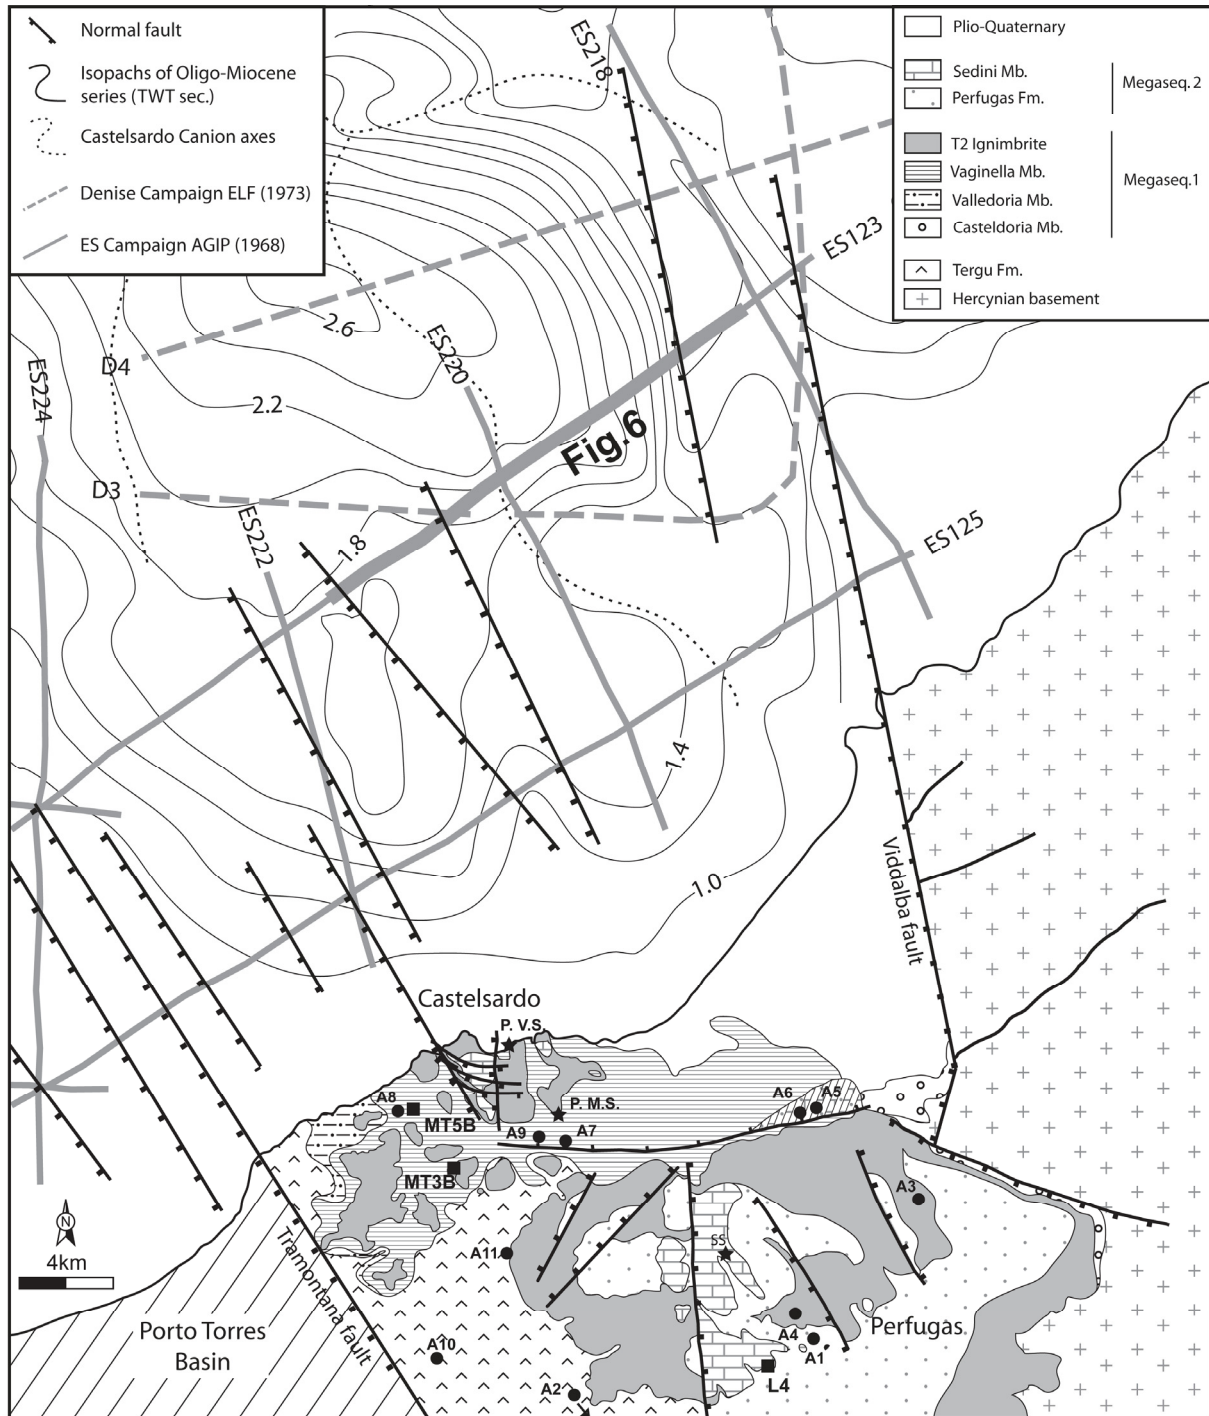 Normal fault
Isopachs of Oligo-Miocene
series (TWT sec.)
Castelsardo Canion axes
Denise Campaign ELF (1973)
ES Campaign AGIP (1968)
Plio-Quaternary
Sedini Mb.
Perfugas Fm.
Megaseq. 2
T2 Ignimbrite
Vaginella Mb.
Valledoria Mb.
Casteldoria Mb.
Megaseq.1
Tergu Fm.
Hercynian basement
ES218
ES123
2.6
ES220
D4
ES224
2.2
Fig.6
D3
ES222
1.8
ES125
1.4
1.0
Viddalba fault
Castelsardo
P. V.S.
A8
MT5B
P. M.S.
A6
A5
A9
A7
MT3B
A3
A11
SS
N
4km
Tramontana fault
Porto Torres
Basin
A10
A4
Perfugas
A1
L4
A2